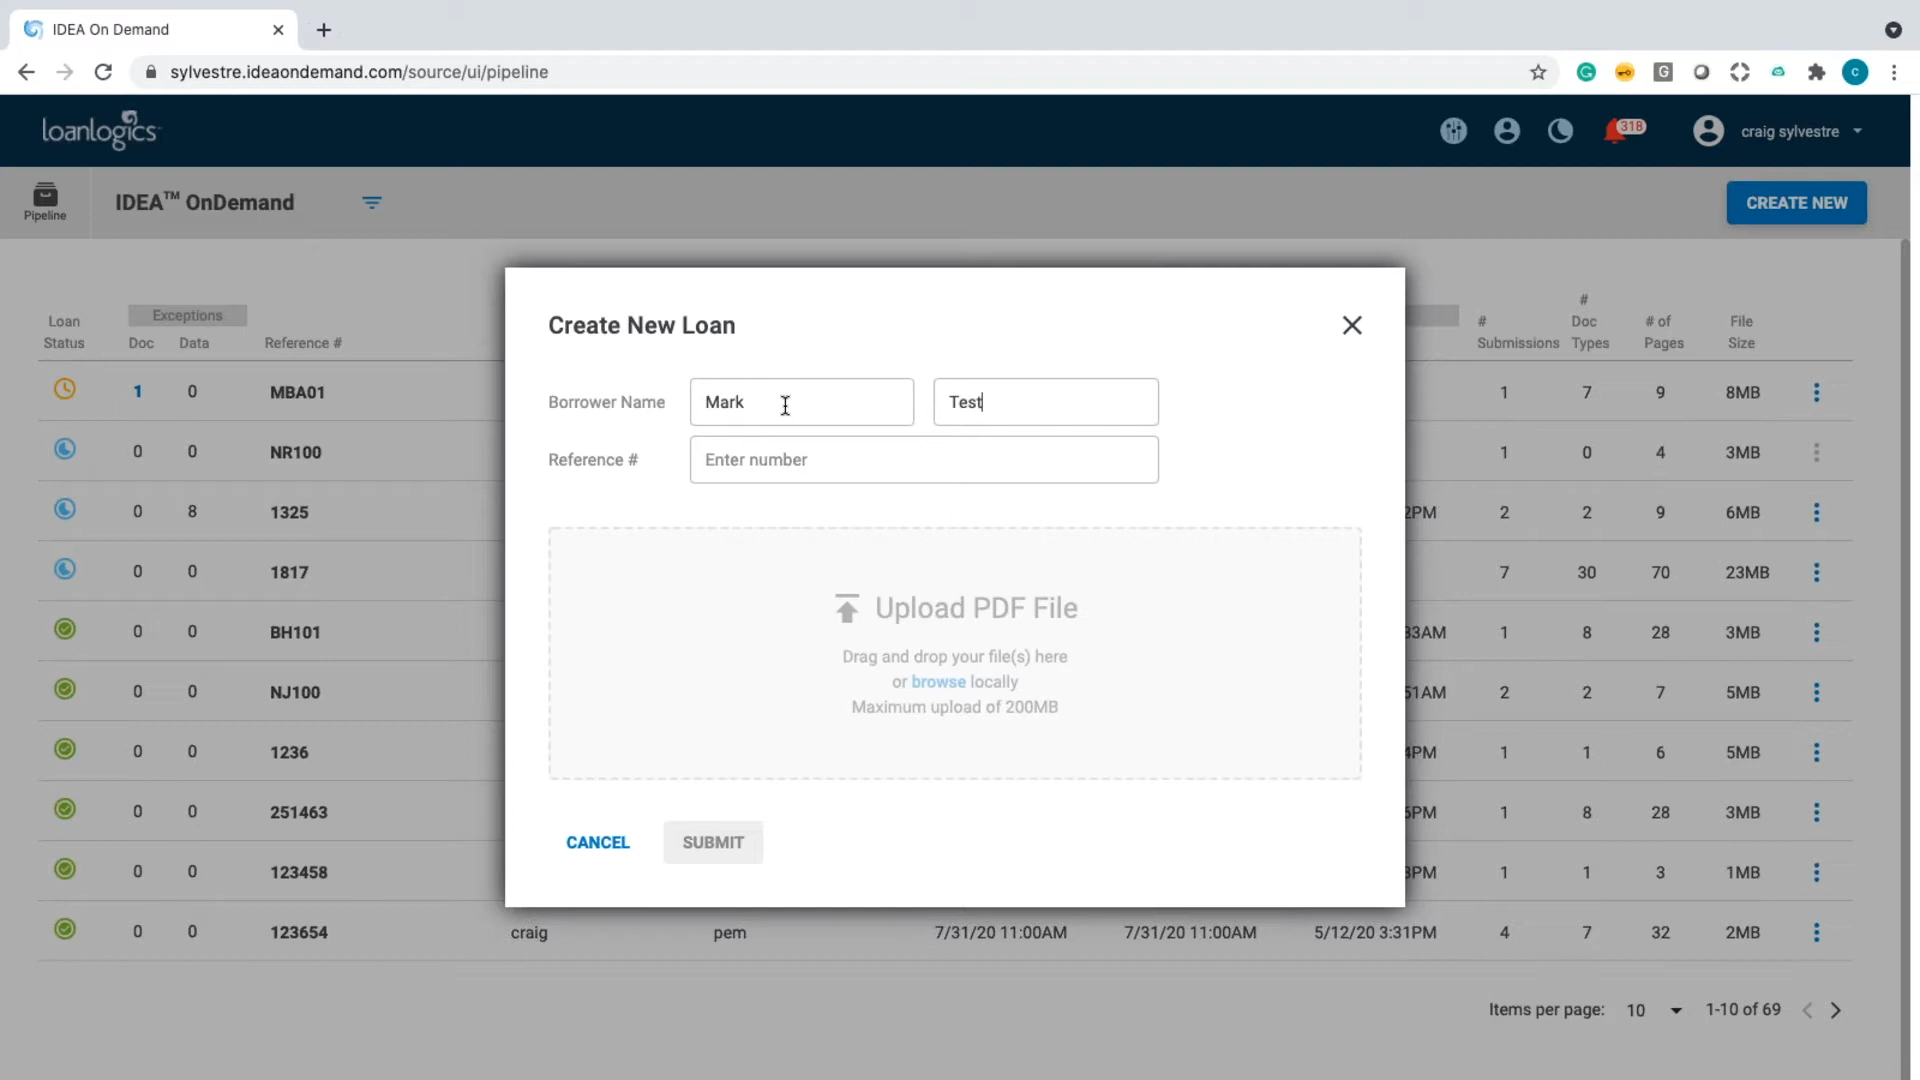 IDEA On Demand
sylvestre.ideaondemand.com/source/ui/pipeline
G
C
loanlogics
318
craig sylvestre
Pipeline
IDEA™ OnDemand
CREATE NEW
Loan Status
Exceptions
Doc Data
Reference #
# Submissions
# Doc Types
# of Pages
File Size
MBA01 1 0 1 7 9 8MB
0 0 NR100 1 0 4 3MB
0 8 1325 2PM 2 2 9 6MB
0 0 1817 7 30 70 23MB
0 0 BH101 33AM 1 8 28 3MB
0 0 NJ100 51AM 2 2 7 5MB
0 0 1236 4PM 1 1 6 5MB
0 0 251463 6PM 1 8 28 3MB
0 0 123458 3PM 1 1 3 1MB
0 0 123654 craig pem 7/31/20 11:00AM 7/31/20 11:00AM 5/12/20 3:31PM 4 7 32 2MB
Create New Loan
Borrower Name Mark Test
Reference # Enter number
Upload PDF File
Drag and drop your file(s) here
or browse locally
Maximum upload of 200MB
CANCEL SUBMIT
Items per page: 10 1-10 of 69